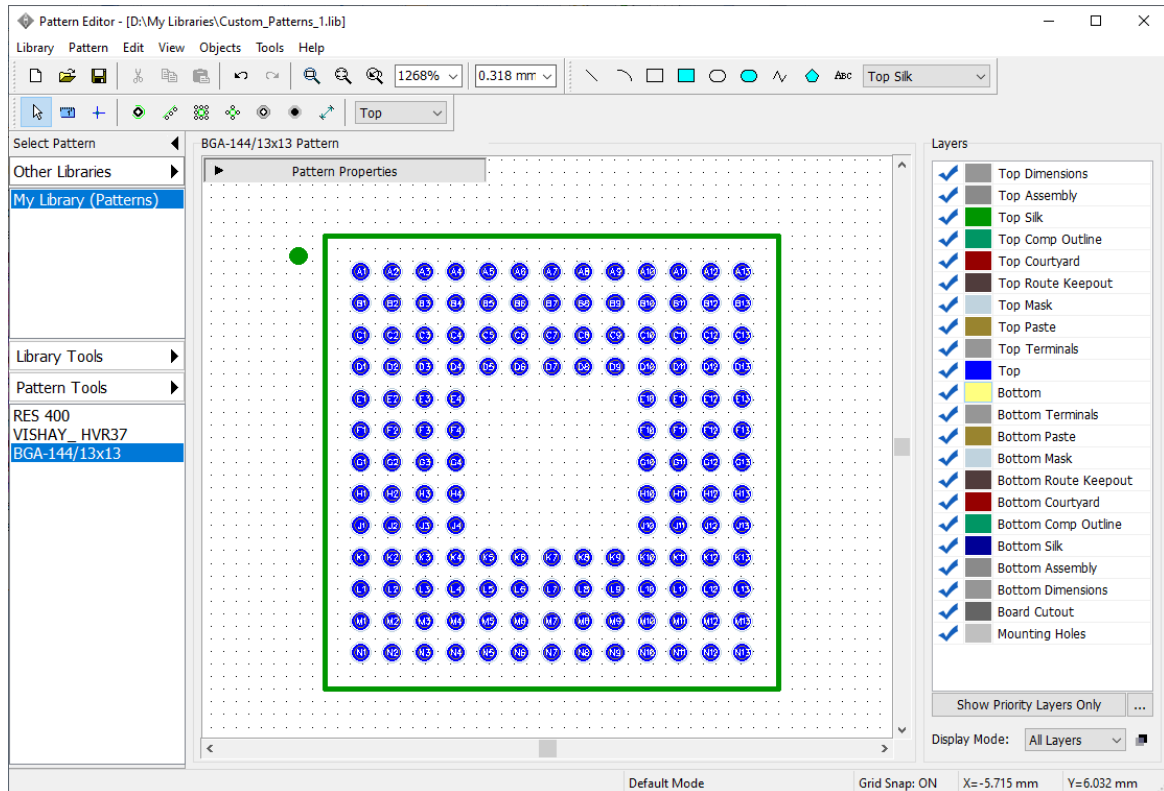 Pattern Editor - [D:\My Libraries\Custom_Patterns_1.lib]
Library Pattern Edit View Objects Tools Help
1268% 0.318 mm ABC Top Silk
Top
Select Pattern
Other Libraries
My Library (Patterns)
Library Tools
Pattern Tools
RES 400
VISHAY_ HVR37
BGA-144/13x13
BGA-144/13x13 Pattern
Pattern Properties
A1 A2 A3 A4 A5 A6 A7 A8 A9 A10 A11 A12 A13
B1 B2 B3 B4 B5 B6 B7 B8 B9 B10 B11 B12 B13
C1 C2 C3 C4 C5 C6 C7 C8 C9 C10 C11 C12 C13
D1 D2 D3 D4 D5 D6 D7 D8 D9 D10 D11 D12 D13
E1 E2 E3 E4 E10 E11 E12 E13
F1 F2 F3 F4 F10 F11 F12 F13
G1 G2 G3 G4 G10 G11 G12 G13
H1 H2 H3 H4 H10 H11 H12 H13
J1 J2 J3 J4 J10 J11 J12 J13
K1 K2 K3 K4 K5 K6 K7 K8 K9 K10 K11 K12 K13
L1 L2 L3 L4 L5 L6 L7 L8 L9 L10 L11 L12 L13
M1 M2 M3 M4 M5 M6 M7 M8 M9 M10 M11 M12 M13
N1 N2 N3 N4 N5 N6 N7 N8 N9 N10 N11 N12 N13
Layers
Top Dimensions
Top Assembly
Top Silk
Top Comp Outline
Top Courtyard
Top Route Keepout
Top Mask
Top Paste
Top Terminals
Top
Bottom
Bottom Terminals
Bottom Paste
Bottom Mask
Bottom Route Keepout
Bottom Courtyard
Bottom Comp Outline
Bottom Silk
Bottom Assembly
Bottom Dimensions
Board Cutout
Mounting Holes
Show Priority Layers Only ...
Display Mode: All Layers
Default Mode Grid Snap: ON X=-5.715 mm Y=6.032 mm